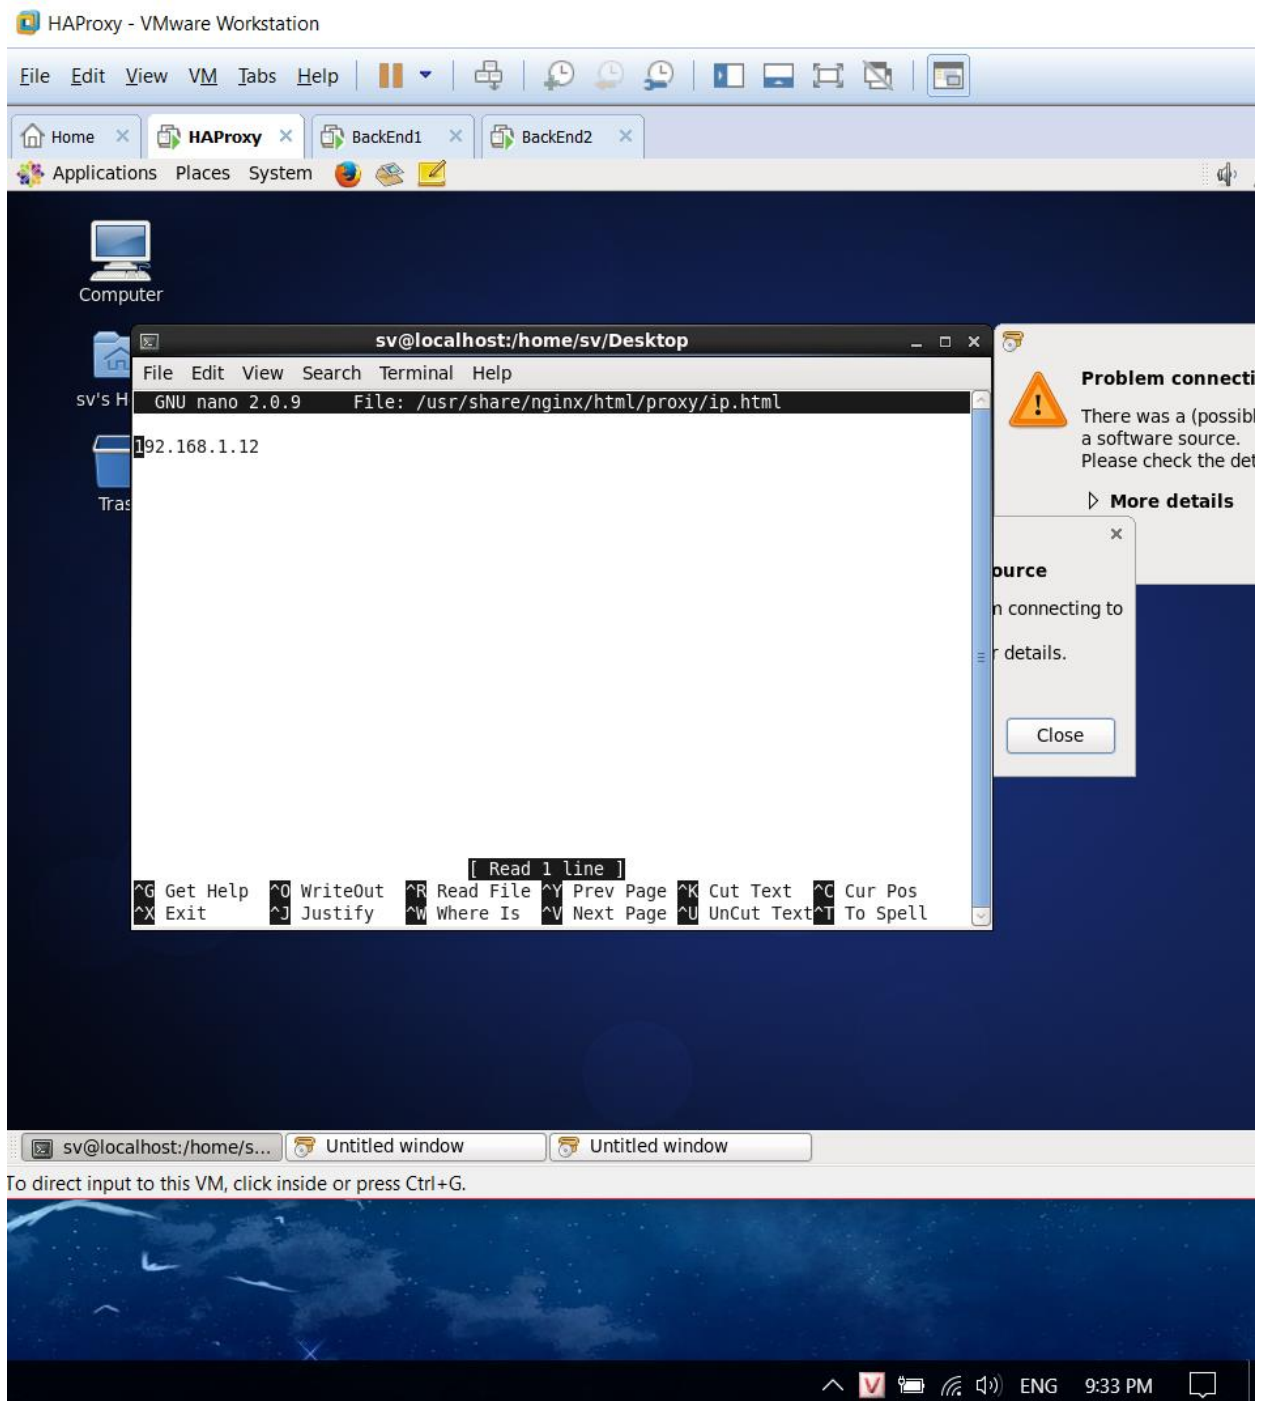 HAProxy - VMware Workstation
File Edit View VM Tabs Help
Home HAProxy BackEnd1 BackEnd2
Applications Places System
Computer
sv@localhost:/home/sv/Desktop
File Edit View Search Terminal Help
sv's H
GNU nano 2.0.9 File: /usr/share/nginx/html/proxy/ip.html
192.168.1.12
Tras
Problem connecti
There was a (possibl
a software source.
Please check the det
More details
ource
n connecting to
r details.
Close
[ Read 1 line ]
^G Get Help ^O WriteOut ^R Read File ^Y Prev Page ^K Cut Text ^C Cur Pos
^X Exit ^J Justify ^W Where Is ^V Next Page ^U UnCut Text ^T To Spell
sv@localhost:/home/s... Untitled window Untitled window
To direct input to this VM, click inside or press Ctrl+G.
V ENG 9:33 PM